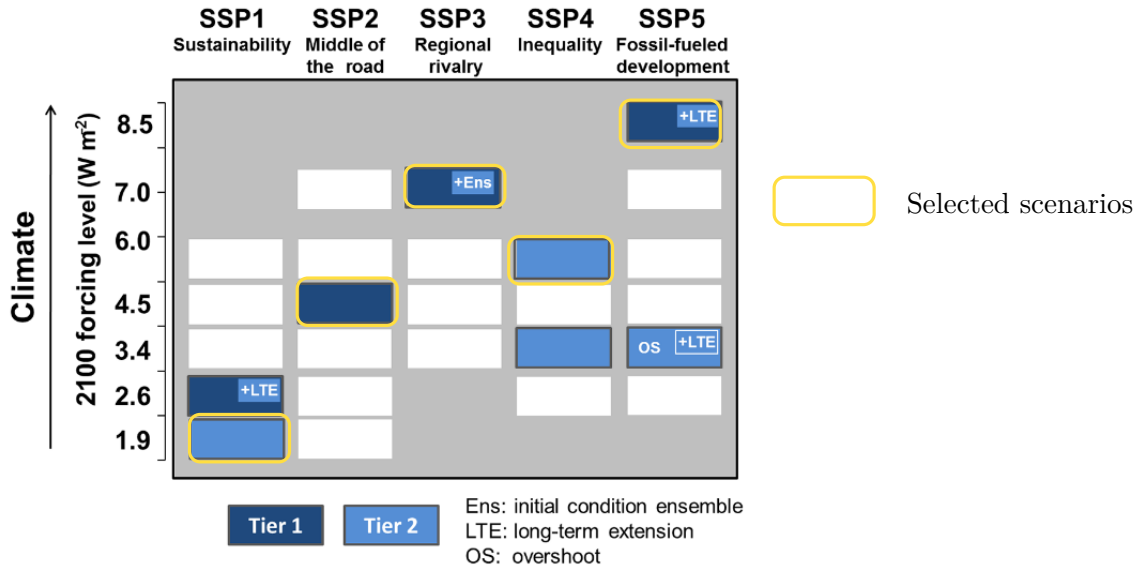 SSP1 SSP2 SSP3 SSP4 SSP5
Sustainability Middle of Regional Inequality Fossil-fueled
the road rivalry development
Climate
2100 forcing level (W m⁻²)
8.5 +LTE
7.0 +Ens
6.0
4.5
3.4 OS +LTE
2.6 +LTE
1.9
Selected scenarios
Tier 1 Tier 2
Ens: initial condition ensemble
LTE: long-term extension
OS: overshoot